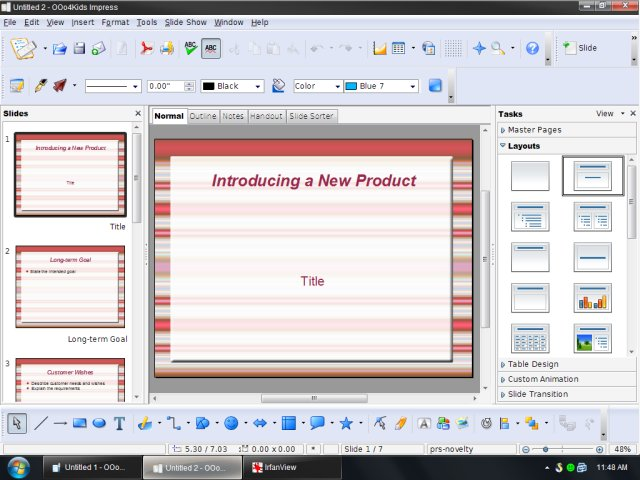 Untitled 2 - OOo4Kids Impress
File Edit View Insert Format Tools Slide Show Window Help
ABC ABC Slide
0.00" Black Color Blue 7
Slides
Normal Outline Notes Handout Slide Sorter
Tasks View
Master Pages
Layouts
1
Introducing a New Product
Title
Title
2
Long-term Goal
State the intended goal
Long-term Goal
3
Customer Wishes
Describe customer needs and wishes
Explain the requirements
Introducing a New Product
Title
Table Design
Custom Animation
Slide Transition
T A
5.30 / 7.03 0.00 x 0.00 * Slide 1 / 7 prs-novelty 48%
Untitled 1 - OOo... Untitled 2 - OOo... IrfanView 11:48 AM